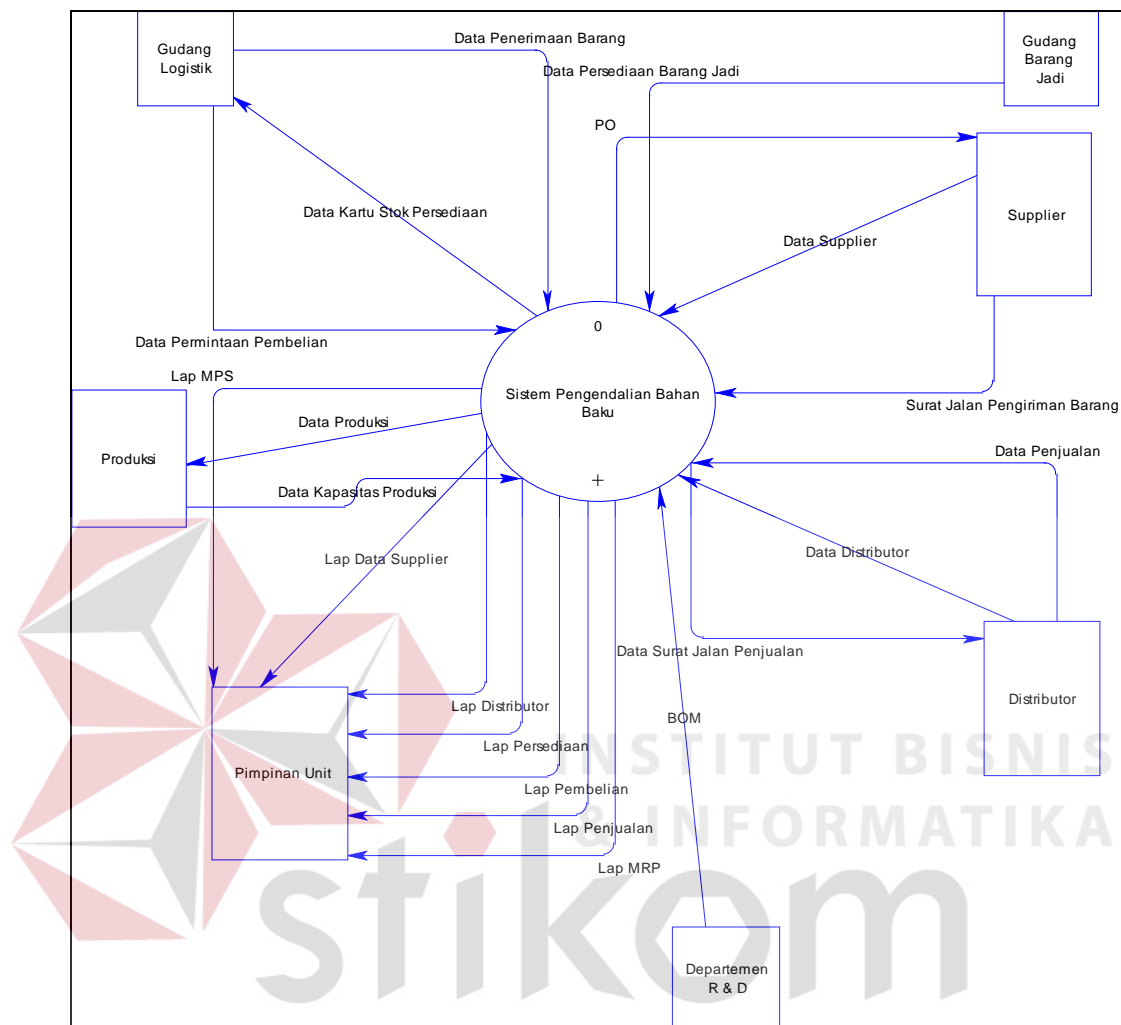 Data Penerimaan Barang
Gudang
Logistik
Gudang
Barang
Jadi
Data Persediaan Barang Jadi
PO
Data Kartu Stok Persediaan
Supplier
Data Supplier
0
Data Permintaan Pembelian
Lap MPS
Sistem Pengendalian Bahan
Baku
Surat Jalan Pengiriman Barang
Data Produksi
Produksi
Data Penjualan
+
Data Kapasitas Produksi
Lap Data Supplier
Data Distributor
Data Surat Jalan Penjualan
Lap Distributor
Distributor
BOM
Lap Persediaan
INSTITUT BISNIS
Pimpinan Unit
Lap Pembelian
Lap Penjualan
& INFORMATIKA
Lap MRP
stikom
Departemen
R & D